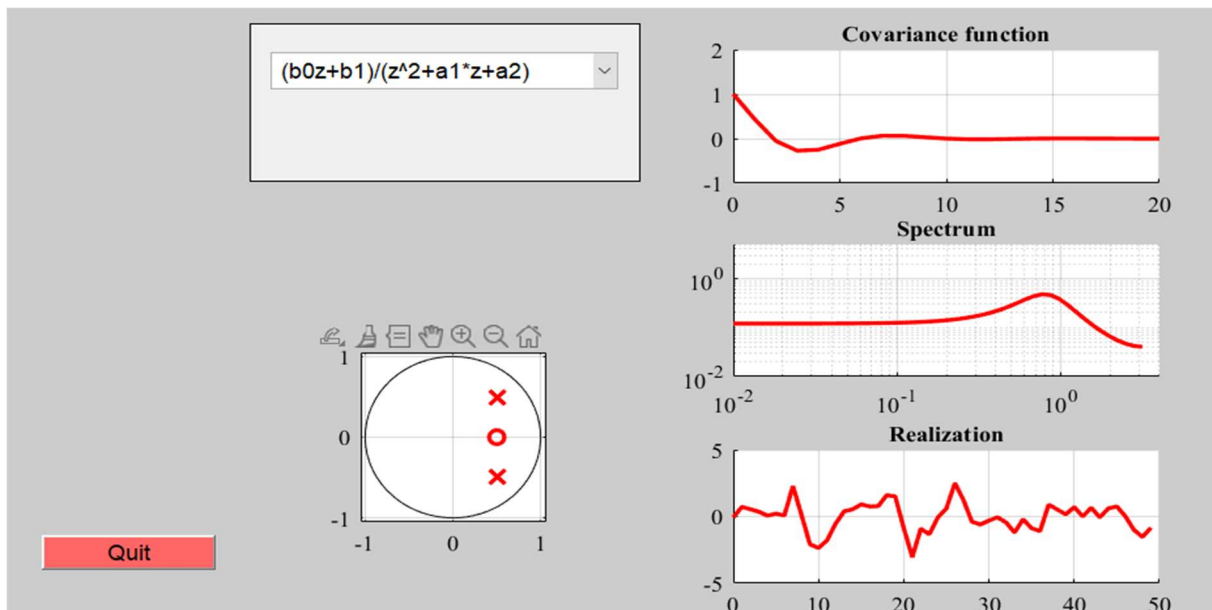 (b0z+b1)/(z^2+a1*z+a2)
Covariance function
2
1
0
-1
0 5 10 15 20
Spectrum
10^0
10^-2
10^-2 10^-1 10^0
1
0
-1
-1 0 1
Realization
5
0
-5
0 10 20 30 40 50
Quit